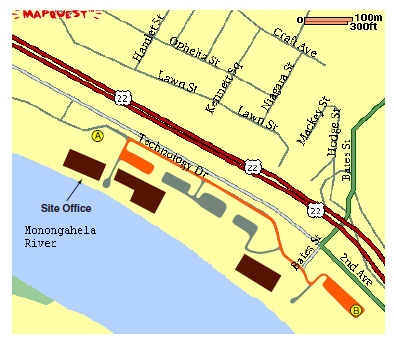 MAPQUEST
0 100m
300ft
Hamlet St
Ophelia St
Craft Ave
Lawn St
Kennett Sq
Niagara St
Lawn St
Mackey St
Hodge St
Bates St
22
22
22
A
Technology Dr
Site Office
Monongahela
River
Bates St
2nd Ave
B